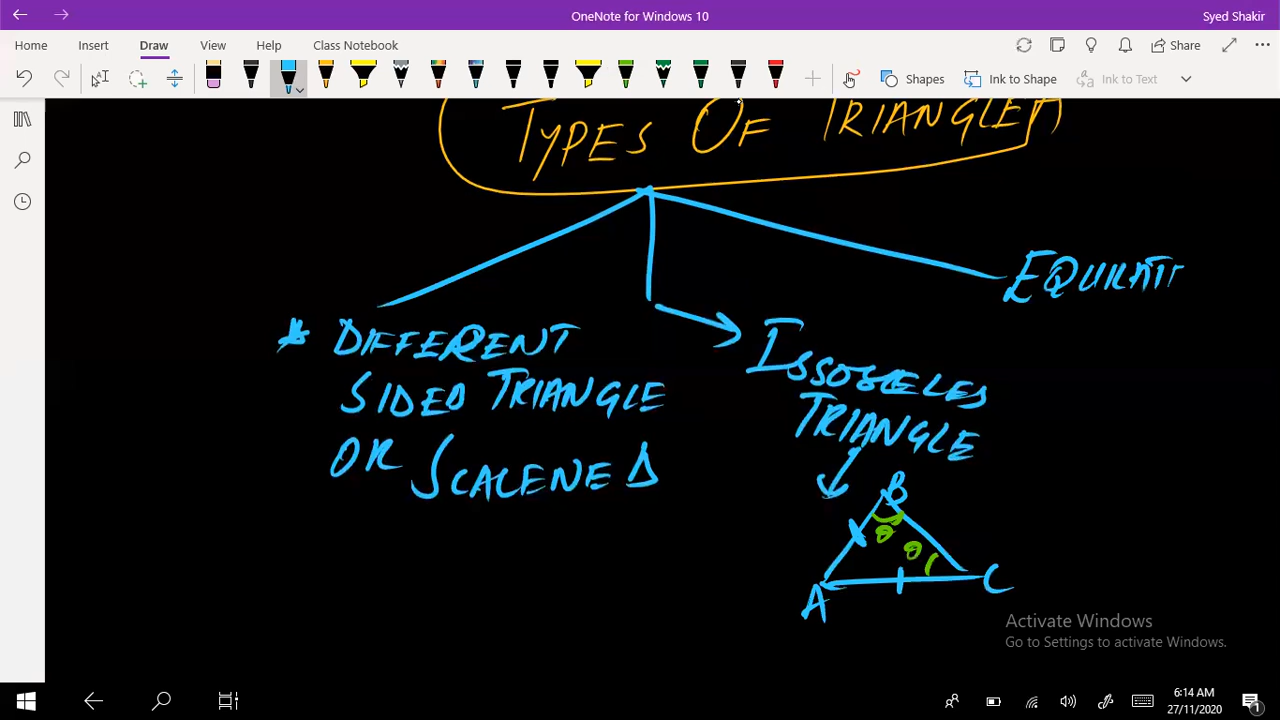 OneNote for Windows 10
Syed Shakir
Home Insert Draw View Help Class Notebook
Share
Shapes Ink to Shape Ink to Text
TYPES OF TRIANGLES
EQUILAT
* DIFFERENT
SIDED TRIANGLE
OR SCALENE Δ
ISSOSCELES
TRIANGLE
B
θ
θ
A
C
Activate Windows
Go to Settings to activate Windows.
6:14 AM
27/11/2020
1